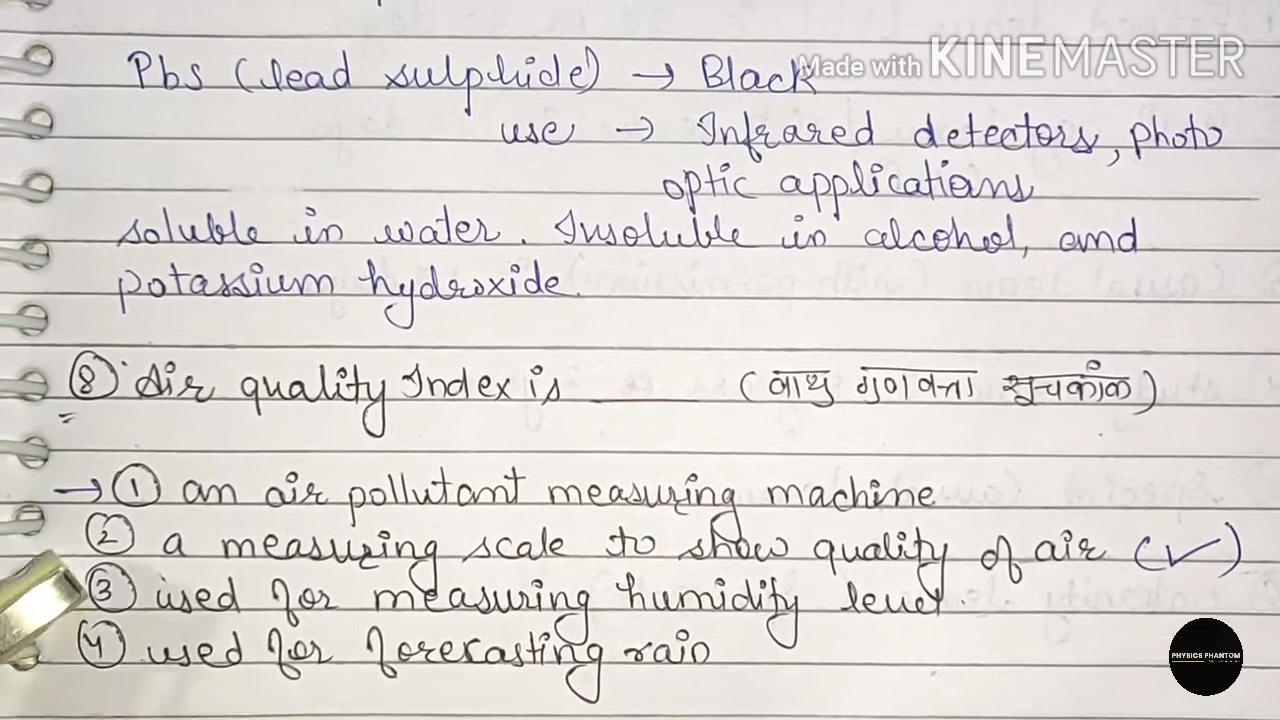 Pbs (lead sulphide) → Black
Made with KINEMASTER
use → Infrared detectors, photo
optic applications
soluble in water. Insoluble in alcohol, and
potassium hydroxide.
⑧ Air quality Index is ______ (वायु गुणवत्ता सूचकांक)
→ ① an air pollutant measuring machine
② a measuring scale to show quality of air (✓)
③ used for measuring humidity level.
④ used for forecasting rain
PHYSICS PHANTOM